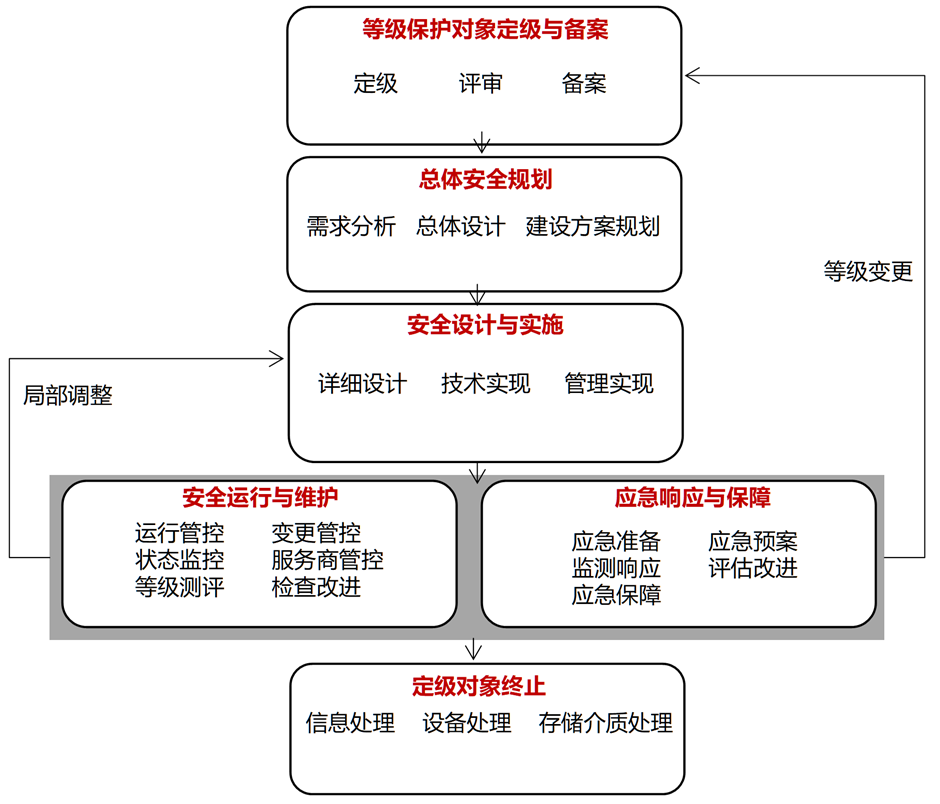 等级保护对象定级与备案
定级 评审 备案
总体安全规划
需求分析 总体设计 建设方案规划
等级变更
安全设计与实施
详细设计 技术实现 管理实现
局部调整
安全运行与维护
运行管控 变更管控
状态监控 服务商管控
等级测评 检查改进
应急响应与保障
应急准备 应急预案
监测响应 评估改进
应急保障
定级对象终止
信息处理 设备处理 存储介质处理